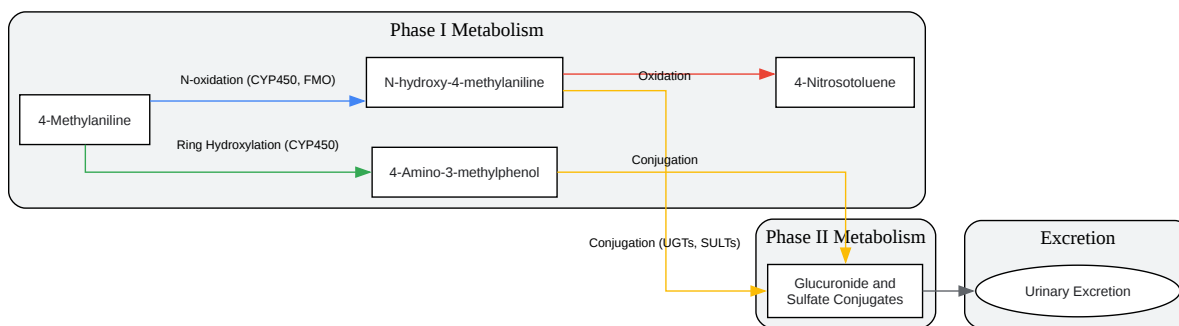 Phase I Metabolism
N-oxidation (CYP450, FMO)
N-hydroxy-4-methylaniline
Oxidation
4-Nitrosotoluene
4-Methylaniline
Ring Hydroxylation (CYP450)
4-Amino-3-methylphenol
Conjugation
Conjugation (UGTs, SULTs)
Phase II Metabolism
Glucuronide and
Sulfate Conjugates
Excretion
Urinary Excretion